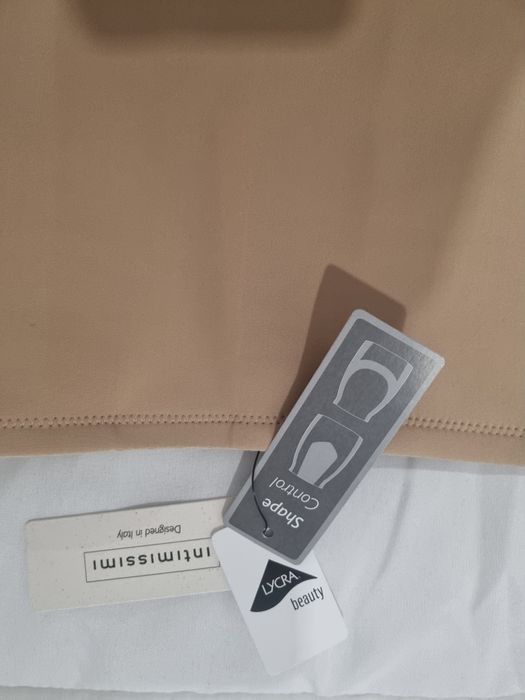 Shape
Control
intimissimi
Designed in Italy
LYCRA
beauty